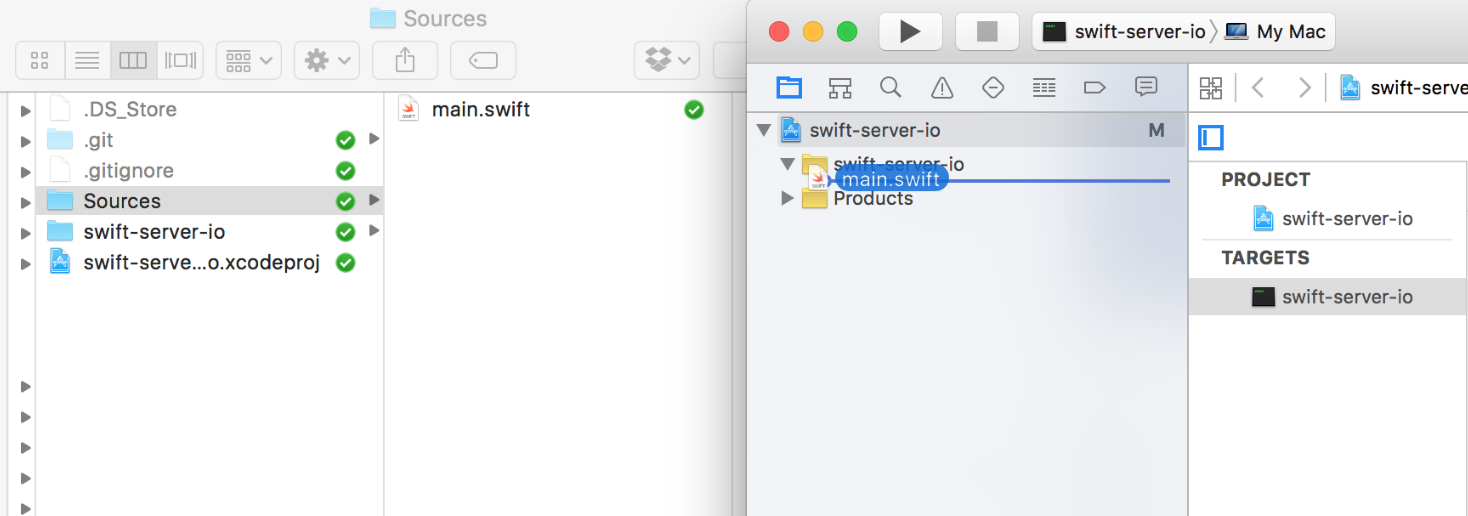 Sources
.DS_Store
.git
.gitignore
Sources
swift-server-io
swift-serve...o.xcodeproj
main.swift
swift-server-io
My Mac
swift-serve
swift-server-io
M
swift-server-io
main.swift
Products
PROJECT
swift-server-io
TARGETS
swift-server-io